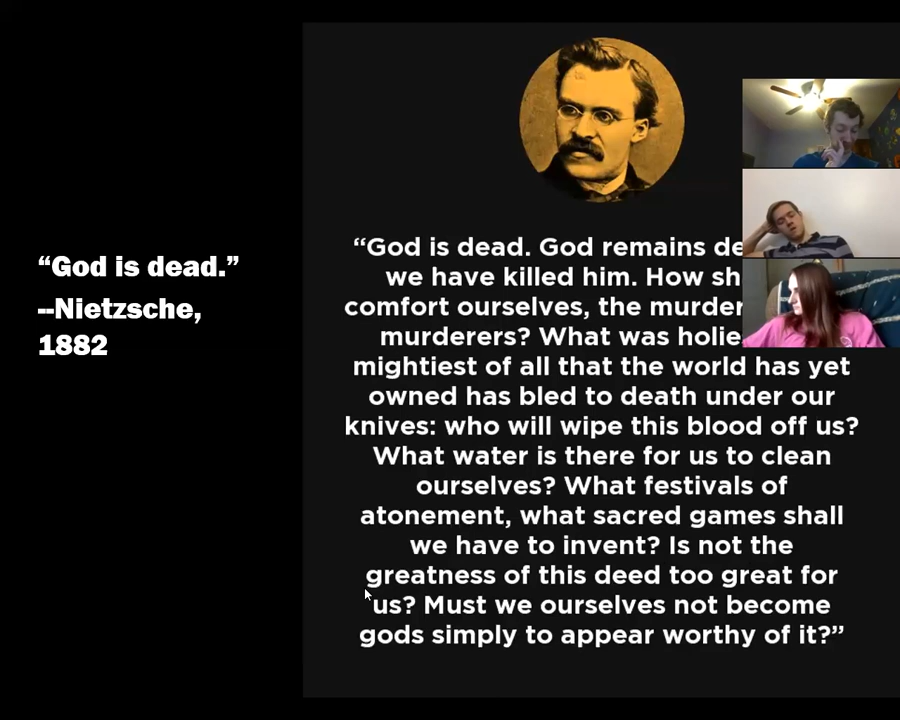 “God is dead.”
--Nietzsche,
1882
“God is dead. God remains
we have killed him. How
comfort ourselves, the
murderers? What was
mightiest of all that the world has yet
owned has bled to death under our
knives: who will wipe this blood off us?
What water is there for us to clean
ourselves? What festivals of
atonement, what sacred games shall
we have to invent? Is not the
greatness of this deed too great for
us? Must we ourselves not become
gods simply to appear worthy of it?”